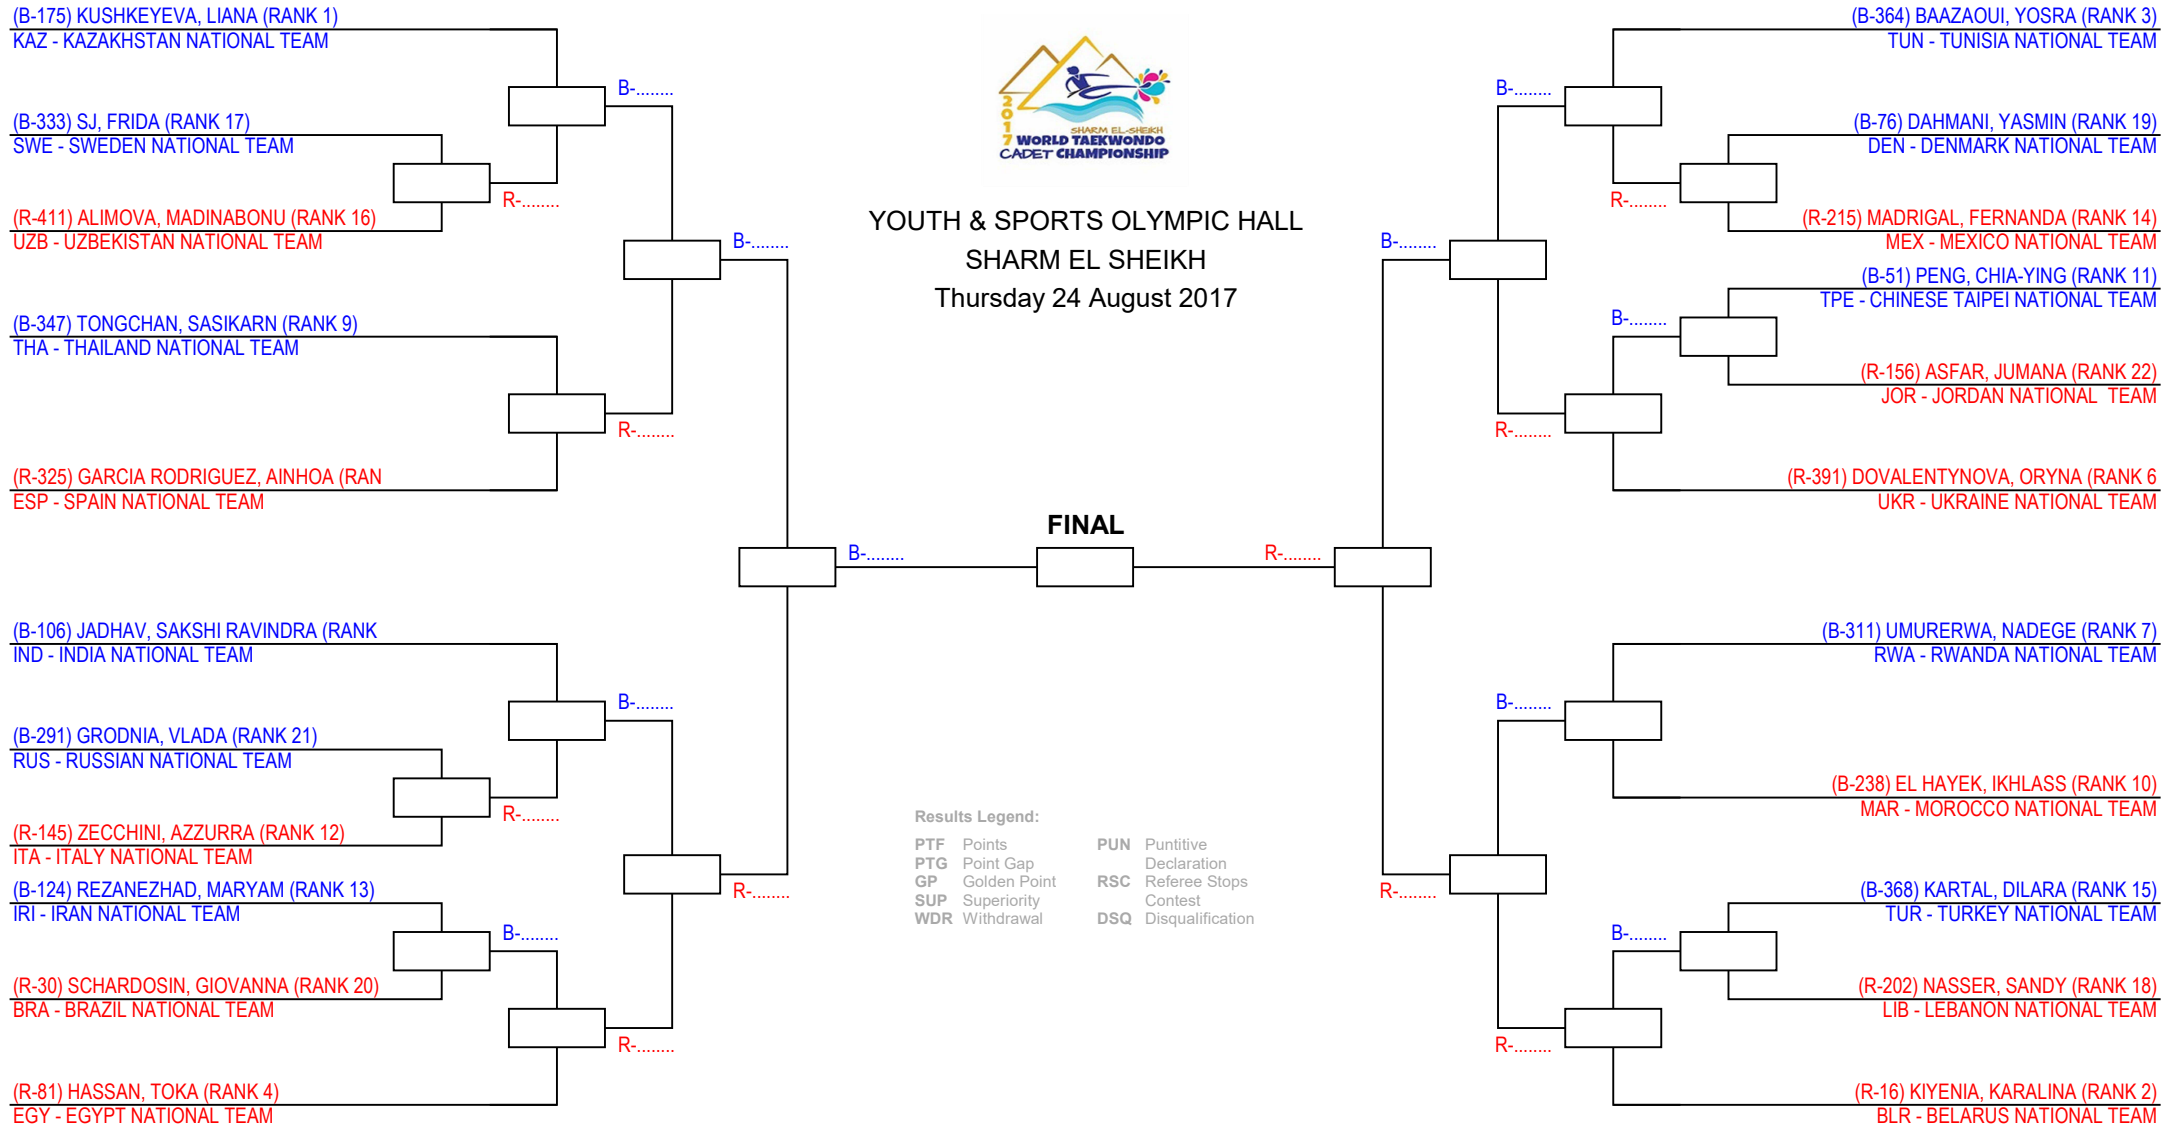 (B-175) KUSHKEYEVA, LIANA (RANK 1)
KAZ - KAZAKHSTAN NATIONAL TEAM
B-........
(B-333) SJ, FRIDA (RANK 17)
SWE - SWEDEN NATIONAL TEAM
R-........
(R-411) ALIMOVA, MADINABONU (RANK 16)
UZB - UZBEKISTAN NATIONAL TEAM
B-........
(B-347) TONGCHAN, SASIKARN (RANK 9)
THA - THAILAND NATIONAL TEAM
R-........
(R-325) GARCIA RODRIGUEZ, AINHOA (RAN
ESP - SPAIN NATIONAL TEAM
B-........
(B-106) JADHAV, SAKSHI RAVINDRA (RANK
IND - INDIA NATIONAL TEAM
B-........
(B-291) GRODNIA, VLADA (RANK 21)
RUS - RUSSIAN NATIONAL TEAM
R-........
(R-145) ZECCHINI, AZZURRA (RANK 12)
ITA - ITALY NATIONAL TEAM
(B-124) REZANEZHAD, MARYAM (RANK 13)
IRI - IRAN NATIONAL TEAM
R-........
B-........
(R-30) SCHARDOSIN, GIOVANNA (RANK 20)
BRA - BRAZIL NATIONAL TEAM
R-........
(R-81) HASSAN, TOKA (RANK 4)
EGY - EGYPT NATIONAL TEAM
2017
SHARM EL-SHEIKH
WORLD TAEKWONDO
CADET CHAMPIONSHIP
YOUTH & SPORTS OLYMPIC HALL
SHARM EL SHEIKH
Thursday 24 August 2017
FINAL
Results Legend:
PTF Points
PTG Point Gap
GP Golden Point
SUP Superiority
WDR Withdrawal
PUN Puntitive
Declaration
RSC Referee Stops
Contest
DSQ Disqualification
(B-364) BAAZAOUI, YOSRA (RANK 3)
TUN - TUNISIA NATIONAL TEAM
B-........
(B-76) DAHMANI, YASMIN (RANK 19)
DEN - DENMARK NATIONAL TEAM
R-........
(R-215) MADRIGAL, FERNANDA (RANK 14)
MEX - MEXICO NATIONAL TEAM
B-........
(B-51) PENG, CHIA-YING (RANK 11)
TPE - CHINESE TAIPEI NATIONAL TEAM
B-........
(R-156) ASFAR, JUMANA (RANK 22)
JOR - JORDAN NATIONAL  TEAM
R-........
(R-391) DOVALENTYNOVA, ORYNA (RANK 6
UKR - UKRAINE NATIONAL TEAM
R-........
(B-311) UMURERWA, NADEGE (RANK 7)
RWA - RWANDA NATIONAL TEAM
B-........
(B-238) EL HAYEK, IKHLASS (RANK 10)
MAR - MOROCCO NATIONAL TEAM
R-........
(B-368) KARTAL, DILARA (RANK 15)
TUR - TURKEY NATIONAL TEAM
B-........
(R-202) NASSER, SANDY (RANK 18)
LIB - LEBANON NATIONAL TEAM
R-........
(R-16) KIYENIA, KARALINA (RANK 2)
BLR - BELARUS NATIONAL TEAM